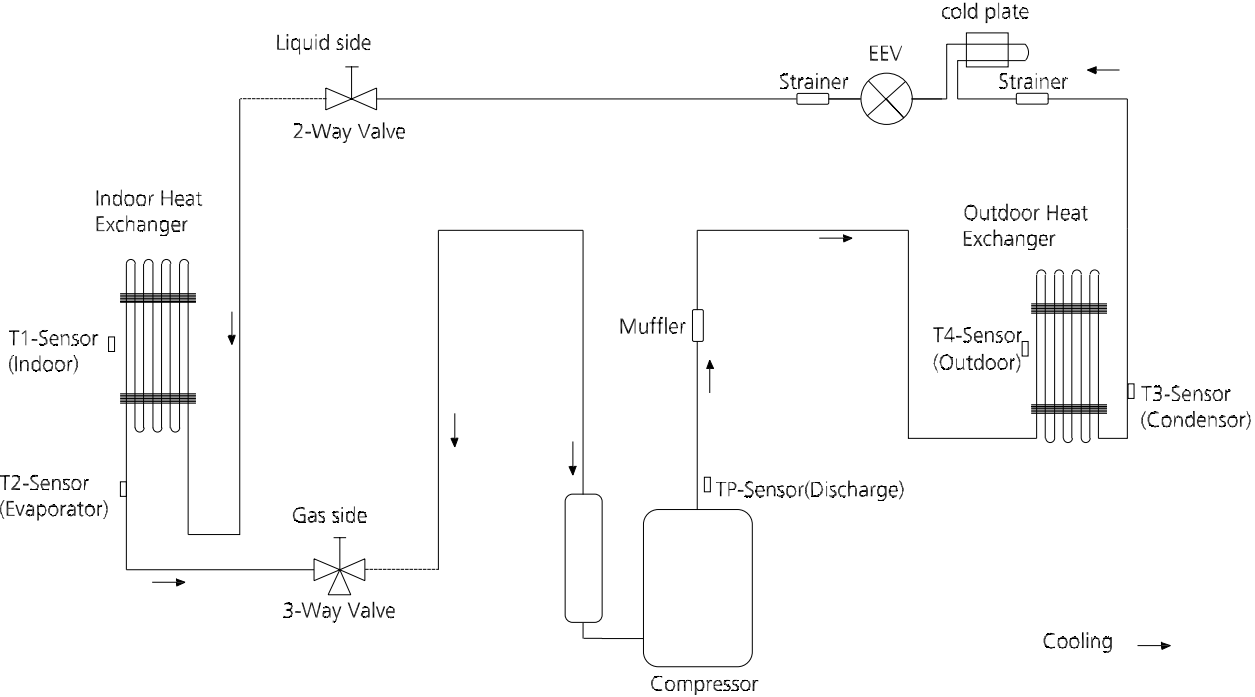 cold plate
Liquid side
EEV
Strainer
Strainer
2-Way Valve
Indoor Heat
Exchanger
Outdoor Heat
Exchanger
Muffler
T1-Sensor
(Indoor)
T4-Sensor
(Outdoor)
T3-Sensor
(Condensor)
T2-Sensor
(Evaporator)
TP-Sensor(Discharge)
Gas side
3-Way Valve
Cooling
Compressor